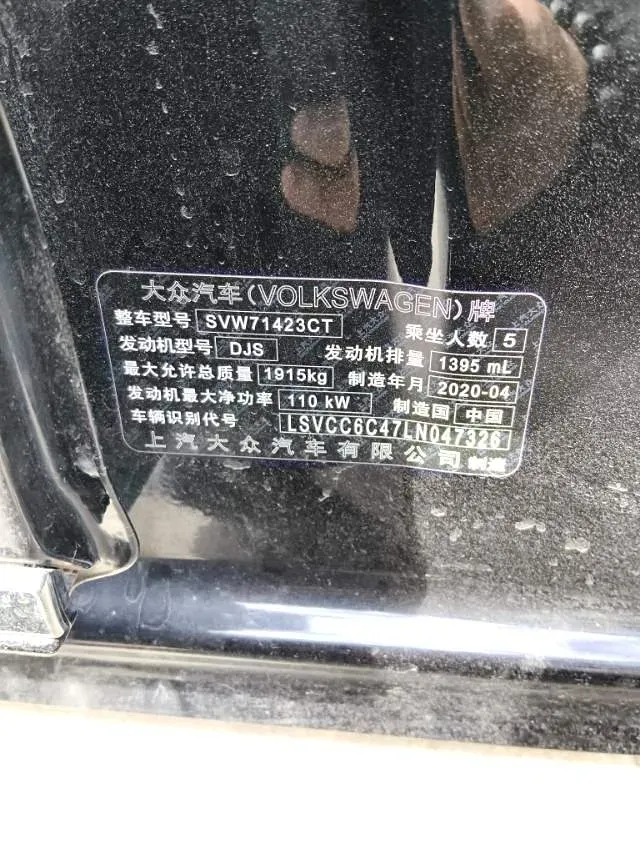 大众汽车(VOLKSWAGEN)牌
整车型号 SVW71423CT 乘坐人数 5
发动机型号 DJS 发动机排量 1395 mL
最大允许总质量 1915kg 制造年月 2020-04
发动机最大净功率 110 kW 制造国 中国
车辆识别代号 LSVCC6C47LN047326
上汽大众汽车有限公司 制造